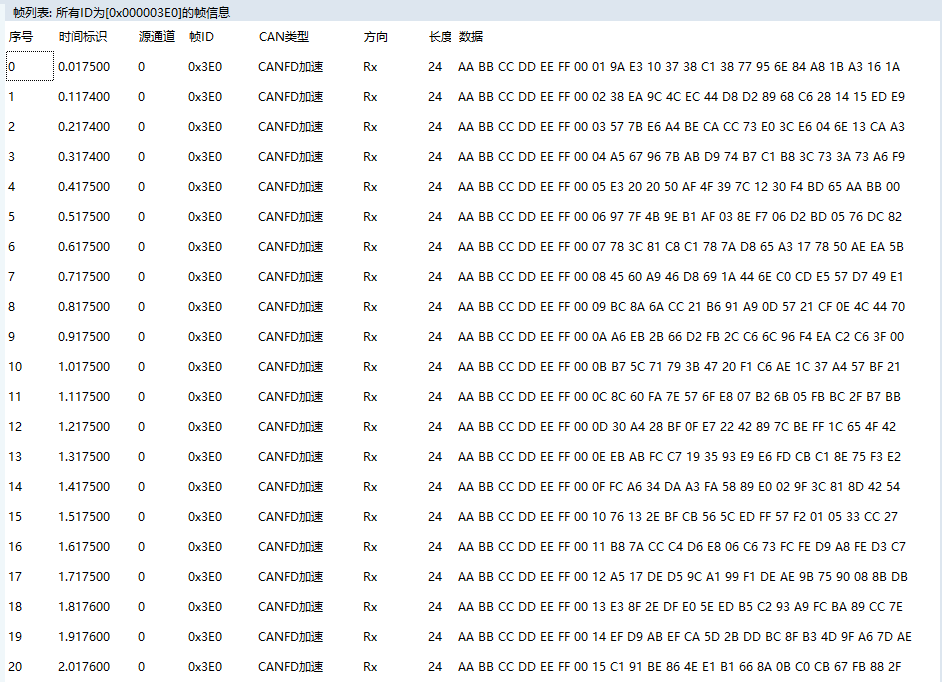 帧列表: 所有ID为[0x000003E0]的帧信息
序号 时间标识 源通道 帧ID CAN类型 方向 长度 数据
0 0.017500 0 0x3E0 CANFD加速 Rx 24 AA BB CC DD EE FF 00 01 9A E3 10 37 38 C1 38 77 95 6E 84 A8 1B A3 16 1A
1 0.117400 0 0x3E0 CANFD加速 Rx 24 AA BB CC DD EE FF 00 02 38 EA 9C 4C EC 44 D8 D2 89 68 C6 28 14 15 ED E9
2 0.217400 0 0x3E0 CANFD加速 Rx 24 AA BB CC DD EE FF 00 03 57 7B E6 A4 BE CA CC 73 E0 3C E6 04 6E 13 CA A3
3 0.317400 0 0x3E0 CANFD加速 Rx 24 AA BB CC DD EE FF 00 04 A5 67 96 7B AB D9 74 B7 C1 B8 3C 73 3A 73 A6 F9
4 0.417500 0 0x3E0 CANFD加速 Rx 24 AA BB CC DD EE FF 00 05 E3 20 20 50 AF 4F 39 7C 12 30 F4 BD 65 AA BB 00
5 0.517500 0 0x3E0 CANFD加速 Rx 24 AA BB CC DD EE FF 00 06 97 7F 4B 9E B1 AF 03 8E F7 06 D2 BD 05 76 DC 82
6 0.617500 0 0x3E0 CANFD加速 Rx 24 AA BB CC DD EE FF 00 07 78 3C 81 C8 C1 78 7A D8 65 A3 17 78 50 AE EA 5B
7 0.717500 0 0x3E0 CANFD加速 Rx 24 AA BB CC DD EE FF 00 08 45 60 A9 46 D8 69 1A 44 6E C0 CD E5 57 D7 49 E1
8 0.817500 0 0x3E0 CANFD加速 Rx 24 AA BB CC DD EE FF 00 09 BC 8A 6A CC 21 B6 91 A9 0D 57 21 CF 0E 4C 44 70
9 0.917500 0 0x3E0 CANFD加速 Rx 24 AA BB CC DD EE FF 00 0A A6 EB 2B 66 D2 FB 2C C6 6C 96 F4 EA C2 C6 3F 00
10 1.017500 0 0x3E0 CANFD加速 Rx 24 AA BB CC DD EE FF 00 0B B7 5C 71 79 3B 47 20 F1 C6 AE 1C 37 A4 57 BF 21
11 1.117500 0 0x3E0 CANFD加速 Rx 24 AA BB CC DD EE FF 00 0C 8C 60 FA 7E 57 6F E8 07 B2 6B 05 FB BC 2F B7 BB
12 1.217500 0 0x3E0 CANFD加速 Rx 24 AA BB CC DD EE FF 00 0D 30 A4 28 BF 0F E7 22 42 89 7C BE FF 1C 65 4F 42
13 1.317500 0 0x3E0 CANFD加速 Rx 24 AA BB CC DD EE FF 00 0E EB AB FC C7 19 35 93 E9 E6 FD CB C1 8E 75 F3 E2
14 1.417500 0 0x3E0 CANFD加速 Rx 24 AA BB CC DD EE FF 00 0F FC A6 34 DA A3 FA 58 89 E0 02 9F 3C 81 8D 42 54
15 1.517500 0 0x3E0 CANFD加速 Rx 24 AA BB CC DD EE FF 00 10 76 13 2E BF CB 56 5C ED FF 57 F2 01 05 33 CC 27
16 1.617500 0 0x3E0 CANFD加速 Rx 24 AA BB CC DD EE FF 00 11 B8 7A CC C4 D6 E8 06 C6 73 FC FE D9 A8 FE D3 C7
17 1.717500 0 0x3E0 CANFD加速 Rx 24 AA BB CC DD EE FF 00 12 A5 17 DE D5 9C A1 99 F1 DE AE 9B 75 90 08 8B DB
18 1.817600 0 0x3E0 CANFD加速 Rx 24 AA BB CC DD EE FF 00 13 E3 8F 2E DF E0 5E ED B5 C2 93 A9 FC BA 89 CC 7E
19 1.917600 0 0x3E0 CANFD加速 Rx 24 AA BB CC DD EE FF 00 14 EF D9 AB EF CA 5D 2B DD BC 8F B3 4D 9F A6 7D AE
20 2.017600 0 0x3E0 CANFD加速 Rx 24 AA BB CC DD EE FF 00 15 C1 91 BE 86 4E E1 B1 66 8A 0B C0 CB 67 FB 88 2F